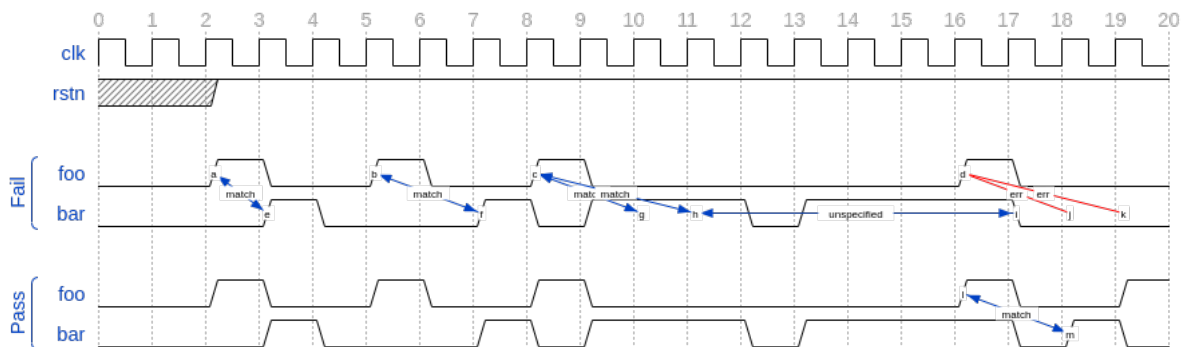 0 1 2 3 4 5 6 7 8 9 10 11 12 13 14 15 16 17 18 19 20
clk
rstn
Fail
foo
a b c d
match match matc match err err
bar
e f g h unspecified i j k
Pass
foo
l
match
bar
m